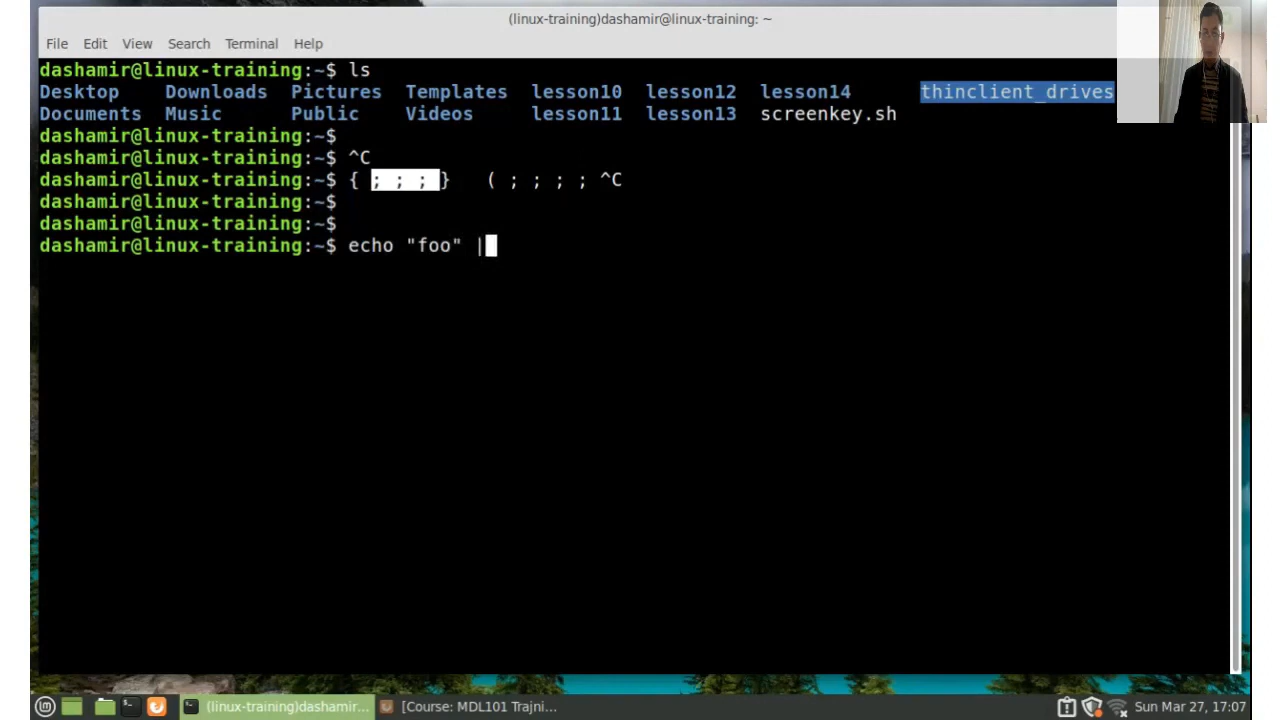 (linux-training)dashamir@linux-training: ~
File Edit View Search Terminal Help
dashamir@linux-training:~$ ls
Desktop Downloads Pictures Templates lesson10 lesson12 lesson14 thinclient_drives
Documents Music Public Videos lesson11 lesson13 screenkey.sh
dashamir@linux-training:~$
dashamir@linux-training:~$ ^C
dashamir@linux-training:~$ { ; ; ; } ( ; ; ; ; ^C
dashamir@linux-training:~$
dashamir@linux-training:~$
dashamir@linux-training:~$ echo "foo" |
(linux-training)dashamir... [Course: MDL101 Trajni... Sun Mar 27, 17:07